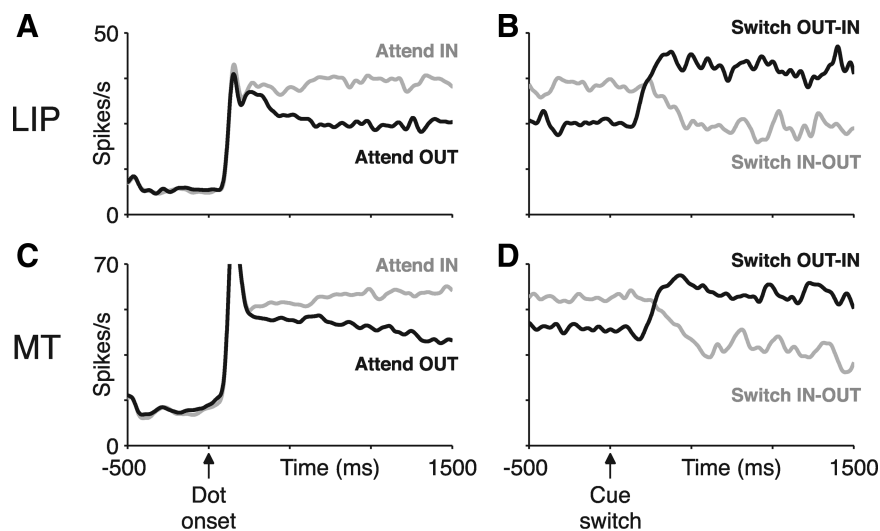 A
B
50
Switch OUT-IN
Attend IN
LIP
Spikes/s
Attend OUT
Switch IN-OUT
0
C
D
70
Attend IN
Switch OUT-IN
MT
Spikes/s
Attend OUT
Switch IN-OUT
0
-500 Time (ms) 1500
-500 Time (ms) 1500
Dot
onset
Cue
switch